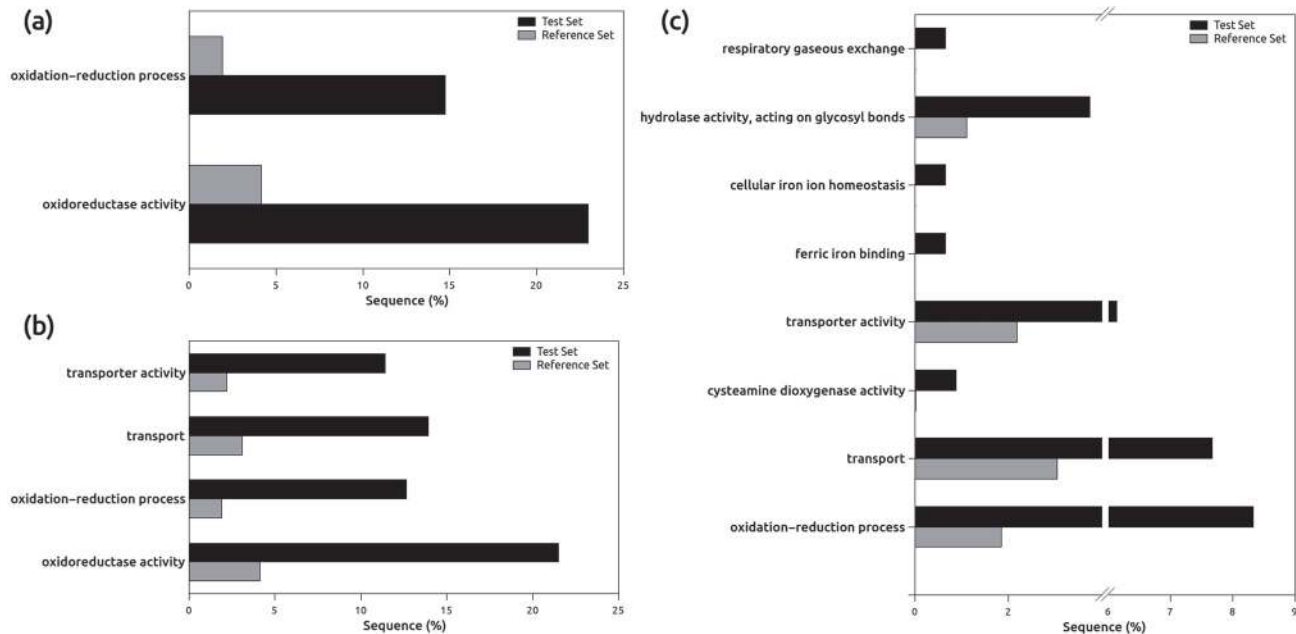 (a)
Test Set
Reference Set
oxidation–reduction process
oxidoreductase activity
0 5 10 15 20 25
Sequence (%)
(b)
Test Set
Reference Set
transporter activity
transport
oxidation–reduction process
oxidoreductase activity
0 5 10 15 20 25
Sequence (%)
(c)
Test Set
Reference Set
respiratory gaseous exchange
hydrolase activity, acting on glycosyl bonds
cellular iron ion homeostasis
ferric iron binding
transporter activity
cysteamine dioxygenase activity
transport
oxidation–reduction process
0 2 6 7 8 9
Sequence (%)